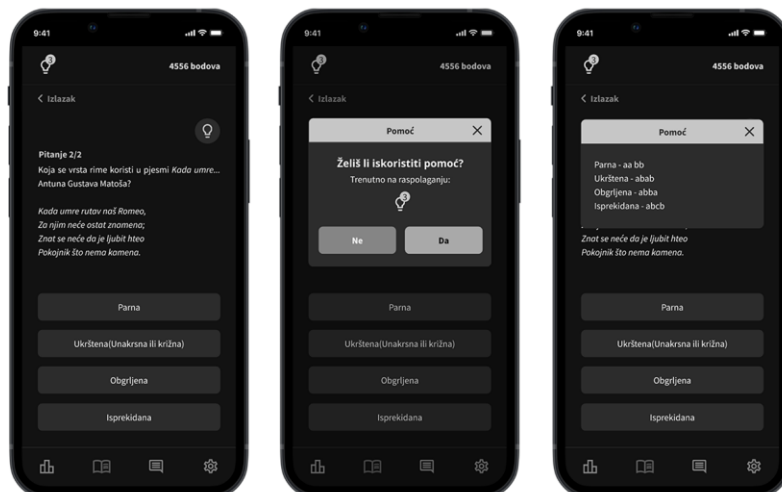 9:41
3
4556 bodova
Izlazak
Pitanje 2/2
Koja se vrsta rime koristi u pjesmi Kada umre...
Antuna Gustava Matoša?
Kada umre rutav naš Romeo,
Za njim neće ostat znamena;
Znat se neće da je ljubit hteo
Pokojnik što nema kamena.
Parna
Ukrštena(Unakrsna ili križna)
Obgrljena
Isprekidana
9:41
3
4556 bodova
Izlazak
Pomoć
Želiš li iskoristiti pomoć?
Trenutno na raspolaganju:
3
Ne
Da
Parna
Ukrštena(Unakrsna ili križna)
Obgrljena
Isprekidana
9:41
3
4556 bodova
Izlazak
Pomoć
Parna - aa bb
Ukrštena - abab
Obgrljena - abba
Isprekidana - abcb
Znat se neće da je ljubit hteo
Pokojnik što nema kamena.
Parna
Ukrštena(Unakrsna ili križna)
Obgrljena
Isprekidana